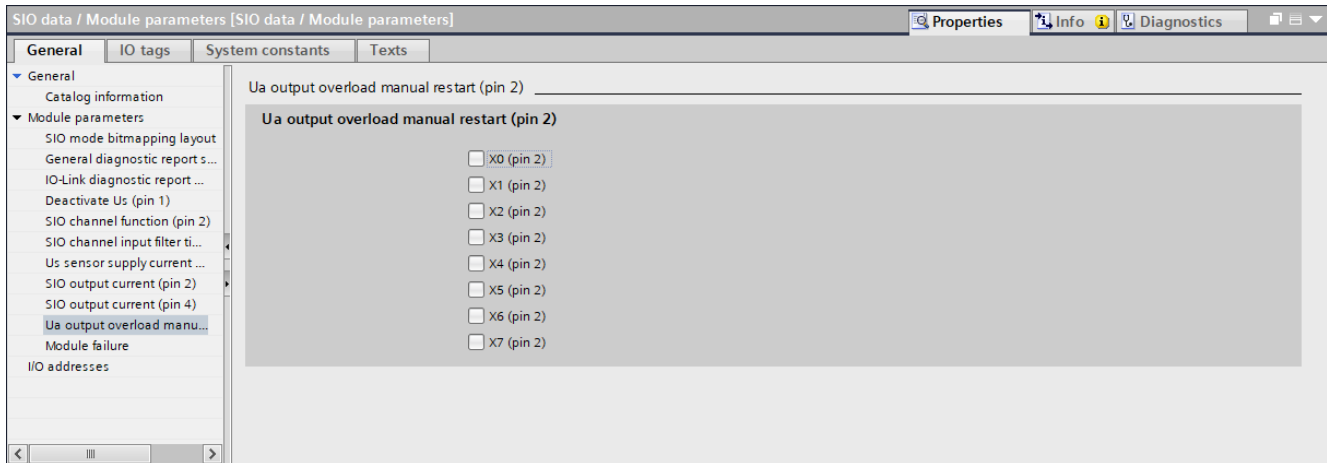 SIO data / Module parameters [SIO data / Module parameters]
Properties
Info
Diagnostics
General
IO tags
System constants
Texts
General
Catalog information
Module parameters
SIO mode bitmapping layout
General diagnostic report s...
IO-Link diagnostic report ...
Deactivate Us (pin 1)
SIO channel function (pin 2)
SIO channel input filter ti...
Us sensor supply current ...
SIO output current (pin 2)
SIO output current (pin 4)
Ua output overload manu...
Module failure
I/O addresses
Ua output overload manual restart (pin 2)
Ua output overload manual restart (pin 2)
X0 (pin 2)
X1 (pin 2)
X2 (pin 2)
X3 (pin 2)
X4 (pin 2)
X5 (pin 2)
X6 (pin 2)
X7 (pin 2)